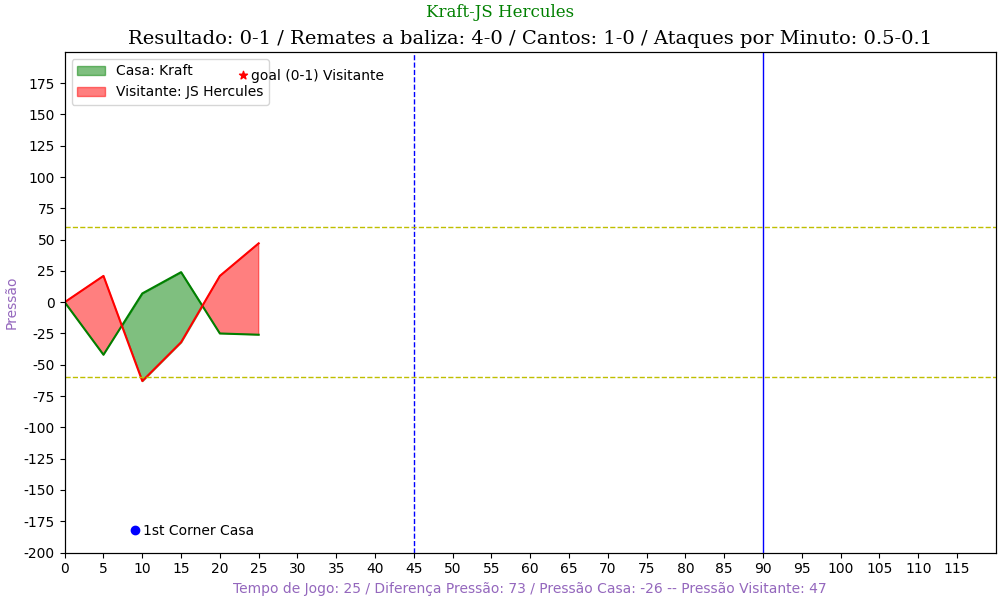 Kraft-JS Hercules
Resultado: 0-1 / Remates a baliza: 4-0 / Cantos: 1-0 / Ataques por Minuto: 0.5-0.1
Casa: Kraft
Visitante: JS Hercules
goal (0-1) Visitante
175
150
125
100
75
50
25
0
-25
-50
-75
-100
-125
-150
-175
-200
Pressão
1st Corner Casa
0 5 10 15 20 25 30 35 40 45 50 55 60 65 70 75 80 85 90 95 100 105 110 115
Tempo de Jogo: 25 / Diferença Pressão: 73 / Pressão Casa: -26 -- Pressão Visitante: 47